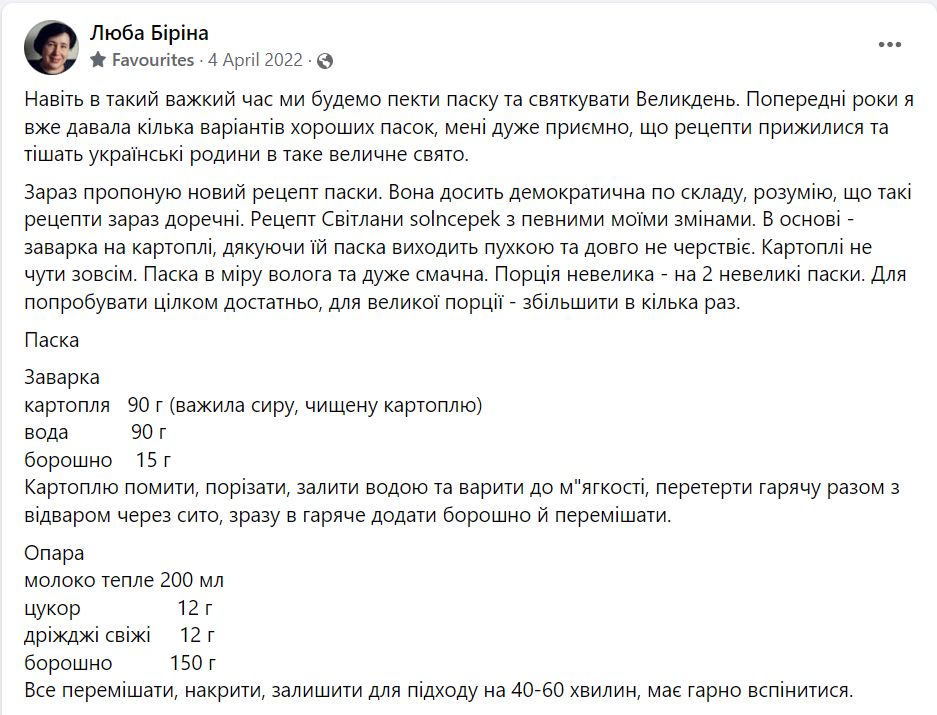 Люба Біріна
Favourites · 4 April 2022 ·
Навіть в такий важкий час ми будемо пекти паску та святкувати Великдень. Попередні роки я
вже давала кілька варіантів хороших пасок, мені дуже приємно, що рецепти прижилися та
тішать українські родини в таке величне свято.
Зараз пропоную новий рецепт паски. Вона досить демократична по складу, розумію, що такі
рецепти зараз доречні. Рецепт Світлани solncepek з певними моїми змінами. В основі -
заварка на картоплі, дякуючи їй паска виходить пухкою та довго не черствіє. Картоплі не
чути зовсім. Паска в міру волога та дуже смачна. Порція невелика - на 2 невеликі паски. Для
попробувати цілком достатньо, для великої порції - збільшити в кілька раз.
Паска
Заварка
картопля 90 г (важила сиру, чищену картоплю)
вода 90 г
борошно 15 г
Картоплю помити, порізати, залити водою та варити до м"ягкості, перетерти гарячу разом з
відваром через сито, зразу в гаряче додати борошно й перемішати.
Опара
молоко тепле 200 мл
цукор 12 г
дріжджі свіжі 12 г
борошно 150 г
Все перемішати, накрити, залишити для підходу на 40-60 хвилин, має гарно вспінитися.